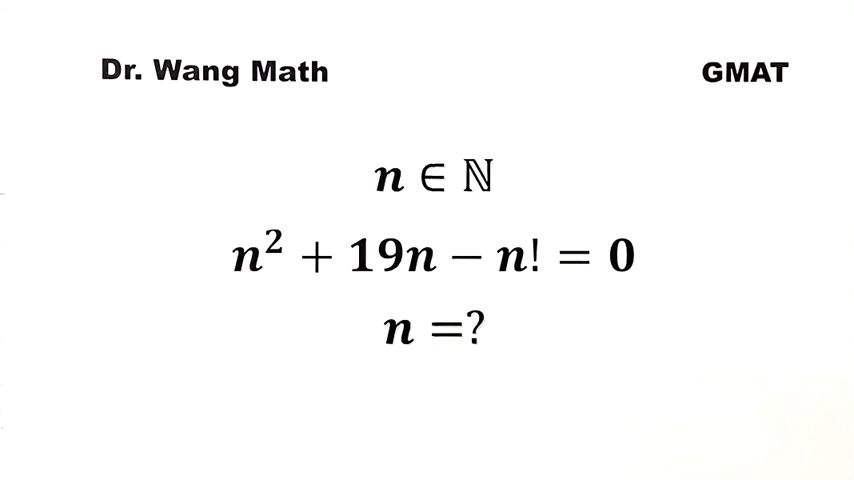 Dr. Wang Math
GMAT
n ∈ ℕ
n² + 19n − n! = 0
n =?